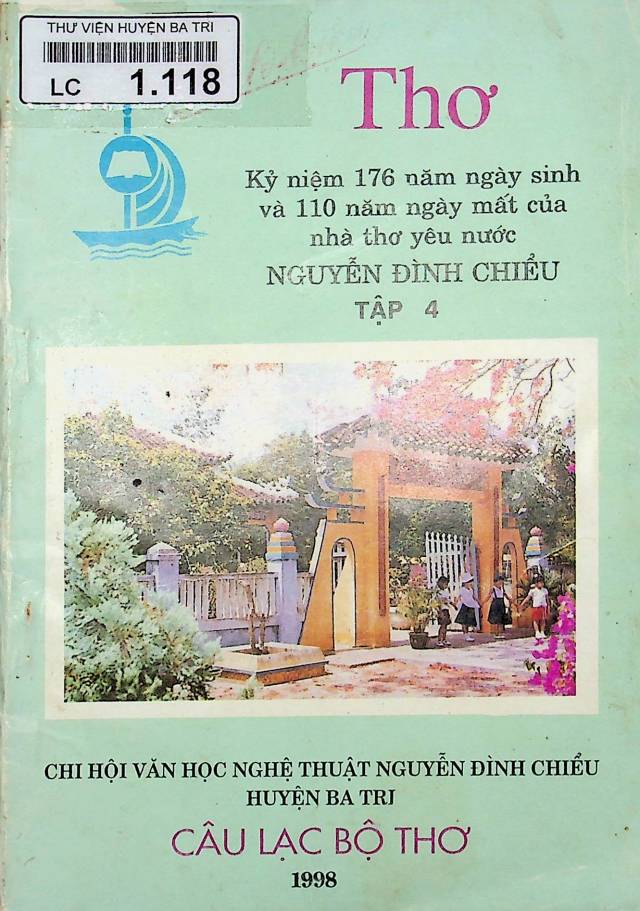 THƯ VIỆN HUYỆN BA TRI
LC 1.118
Thơ
Kỷ niệm 176 năm ngày sinh
và 110 năm ngày mất của
nhà thơ yêu nước
NGUYỄN ĐÌNH CHIỂU
TẬP 4
CHI HỘI VĂN HỌC NGHỆ THUẬT NGUYỄN ĐÌNH CHIỂU
HUYỆN BA TRI
CÂU LẠC BỘ THƠ
1998